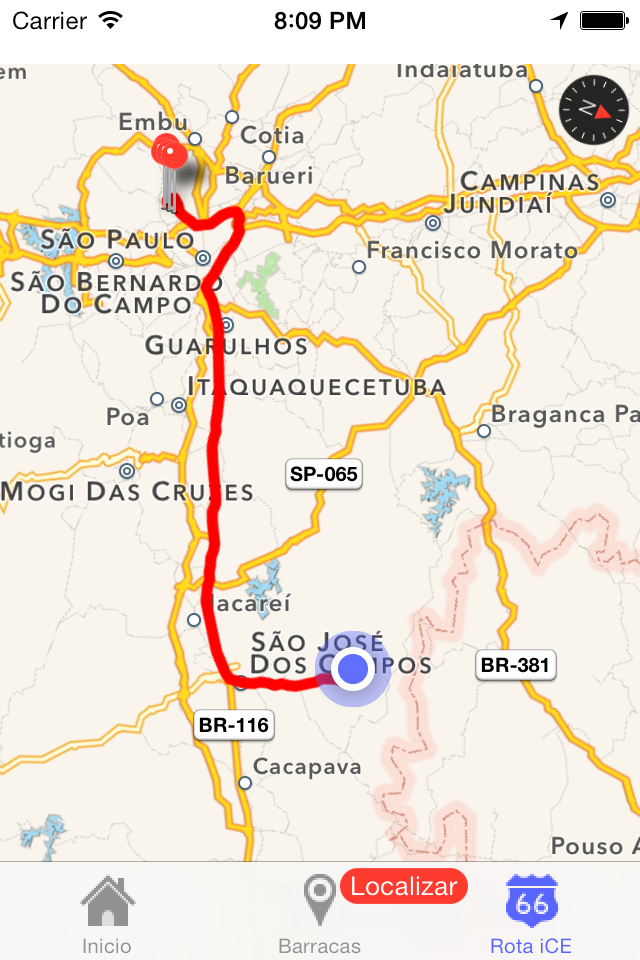 Carrier 8:09 PM
em
Indaiatuba
Embu
Cotia
Barueri
CAMPINAS
JUNDIAÍ
SÃO PAULO
Francisco Morato
SÃO BERNARDO
DO CAMPO
GUARULHOS
ITAQUAQUECETUBA
Poa
Braganca Pa
tioga
SP-065
MOGI DAS CRUZES
Jacareí
SÃO JOSÉ
DOS CAMPOS
BR-381
BR-116
Cacapava
Pouso A
Localizar
66
Inicio
Barracas
Rota iCE